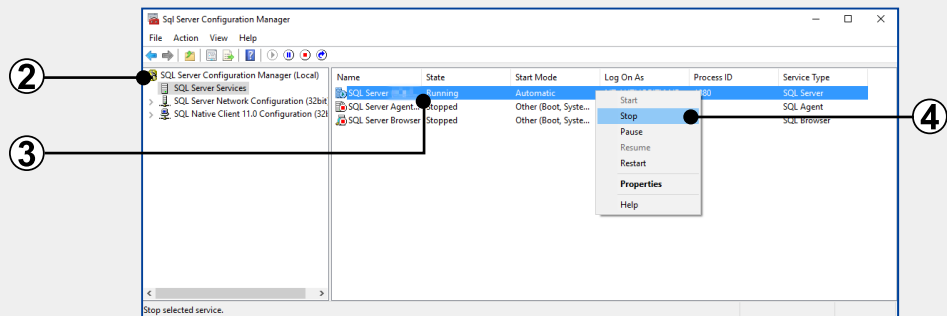 Sql Server Configuration Manager
File Action View Help
2
SQL Server Configuration Manager (Local)
SQL Server Services
SQL Server Network Configuration (32bit
SQL Native Client 11.0 Configuration (32b
Name State Start Mode Log On As Process ID Service Type
SQL Server Running Automatic SQL Server
SQL Server Agent... Stopped Other (Boot, Syste... SQL Agent
SQL Server Browser Stopped Other (Boot, Syste... SQL Browser
3
Start
Stop
Pause
Resume
Restart
Properties
Help
4
Stop selected service.